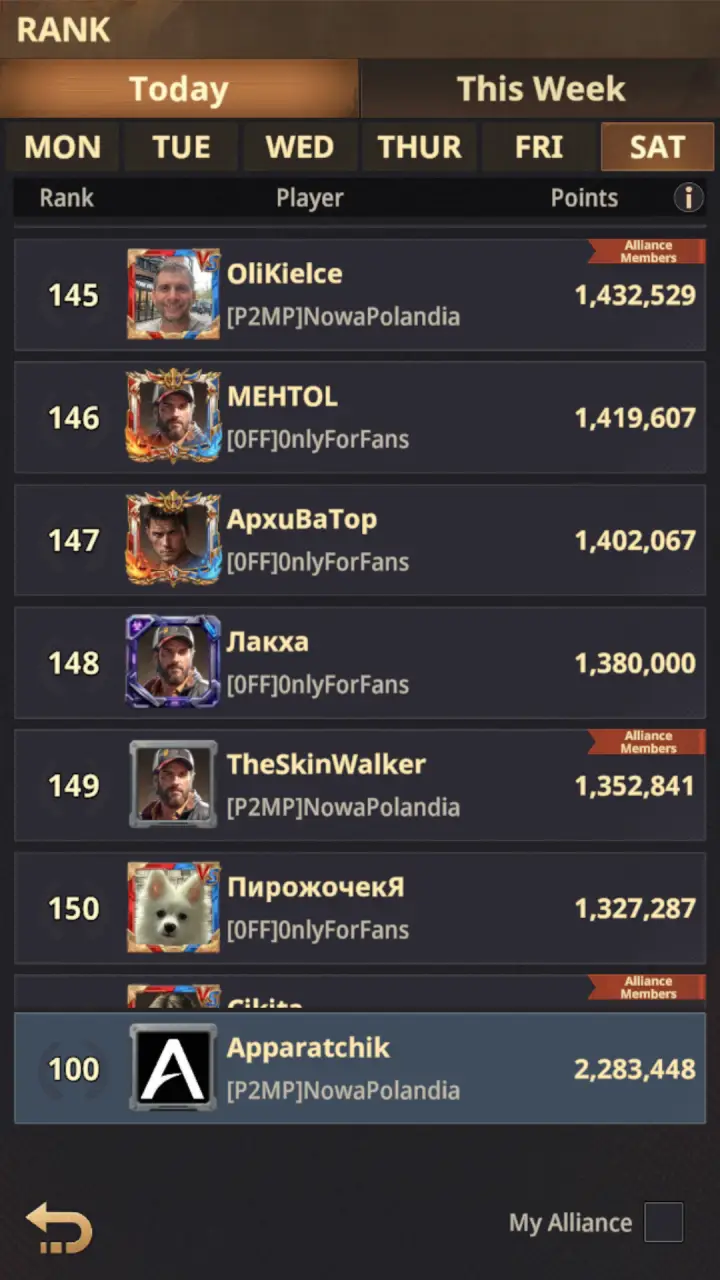 RANK
Today
This Week
MON
TUE
WED
THUR
FRI
SAT
Rank
Player
Points
Alliance
Members
145
OliKielce
[P2MP]NowaPolandia
1,432,529
146
MEHTOL
[0FF]0nlyForFans
1,419,607
147
АрхиВаТор
[0FF]0nlyForFans
1,402,067
148
Лакха
[0FF]0nlyForFans
1,380,000
Alliance
Members
149
TheSkinWalker
[P2MP]NowaPolandia
1,352,841
150
ПирожочекЯ
[0FF]0nlyForFans
1,327,287
Alliance
Members
Cikita
100
Apparatchik
[P2MP]NowaPolandia
2,283,448
My Alliance